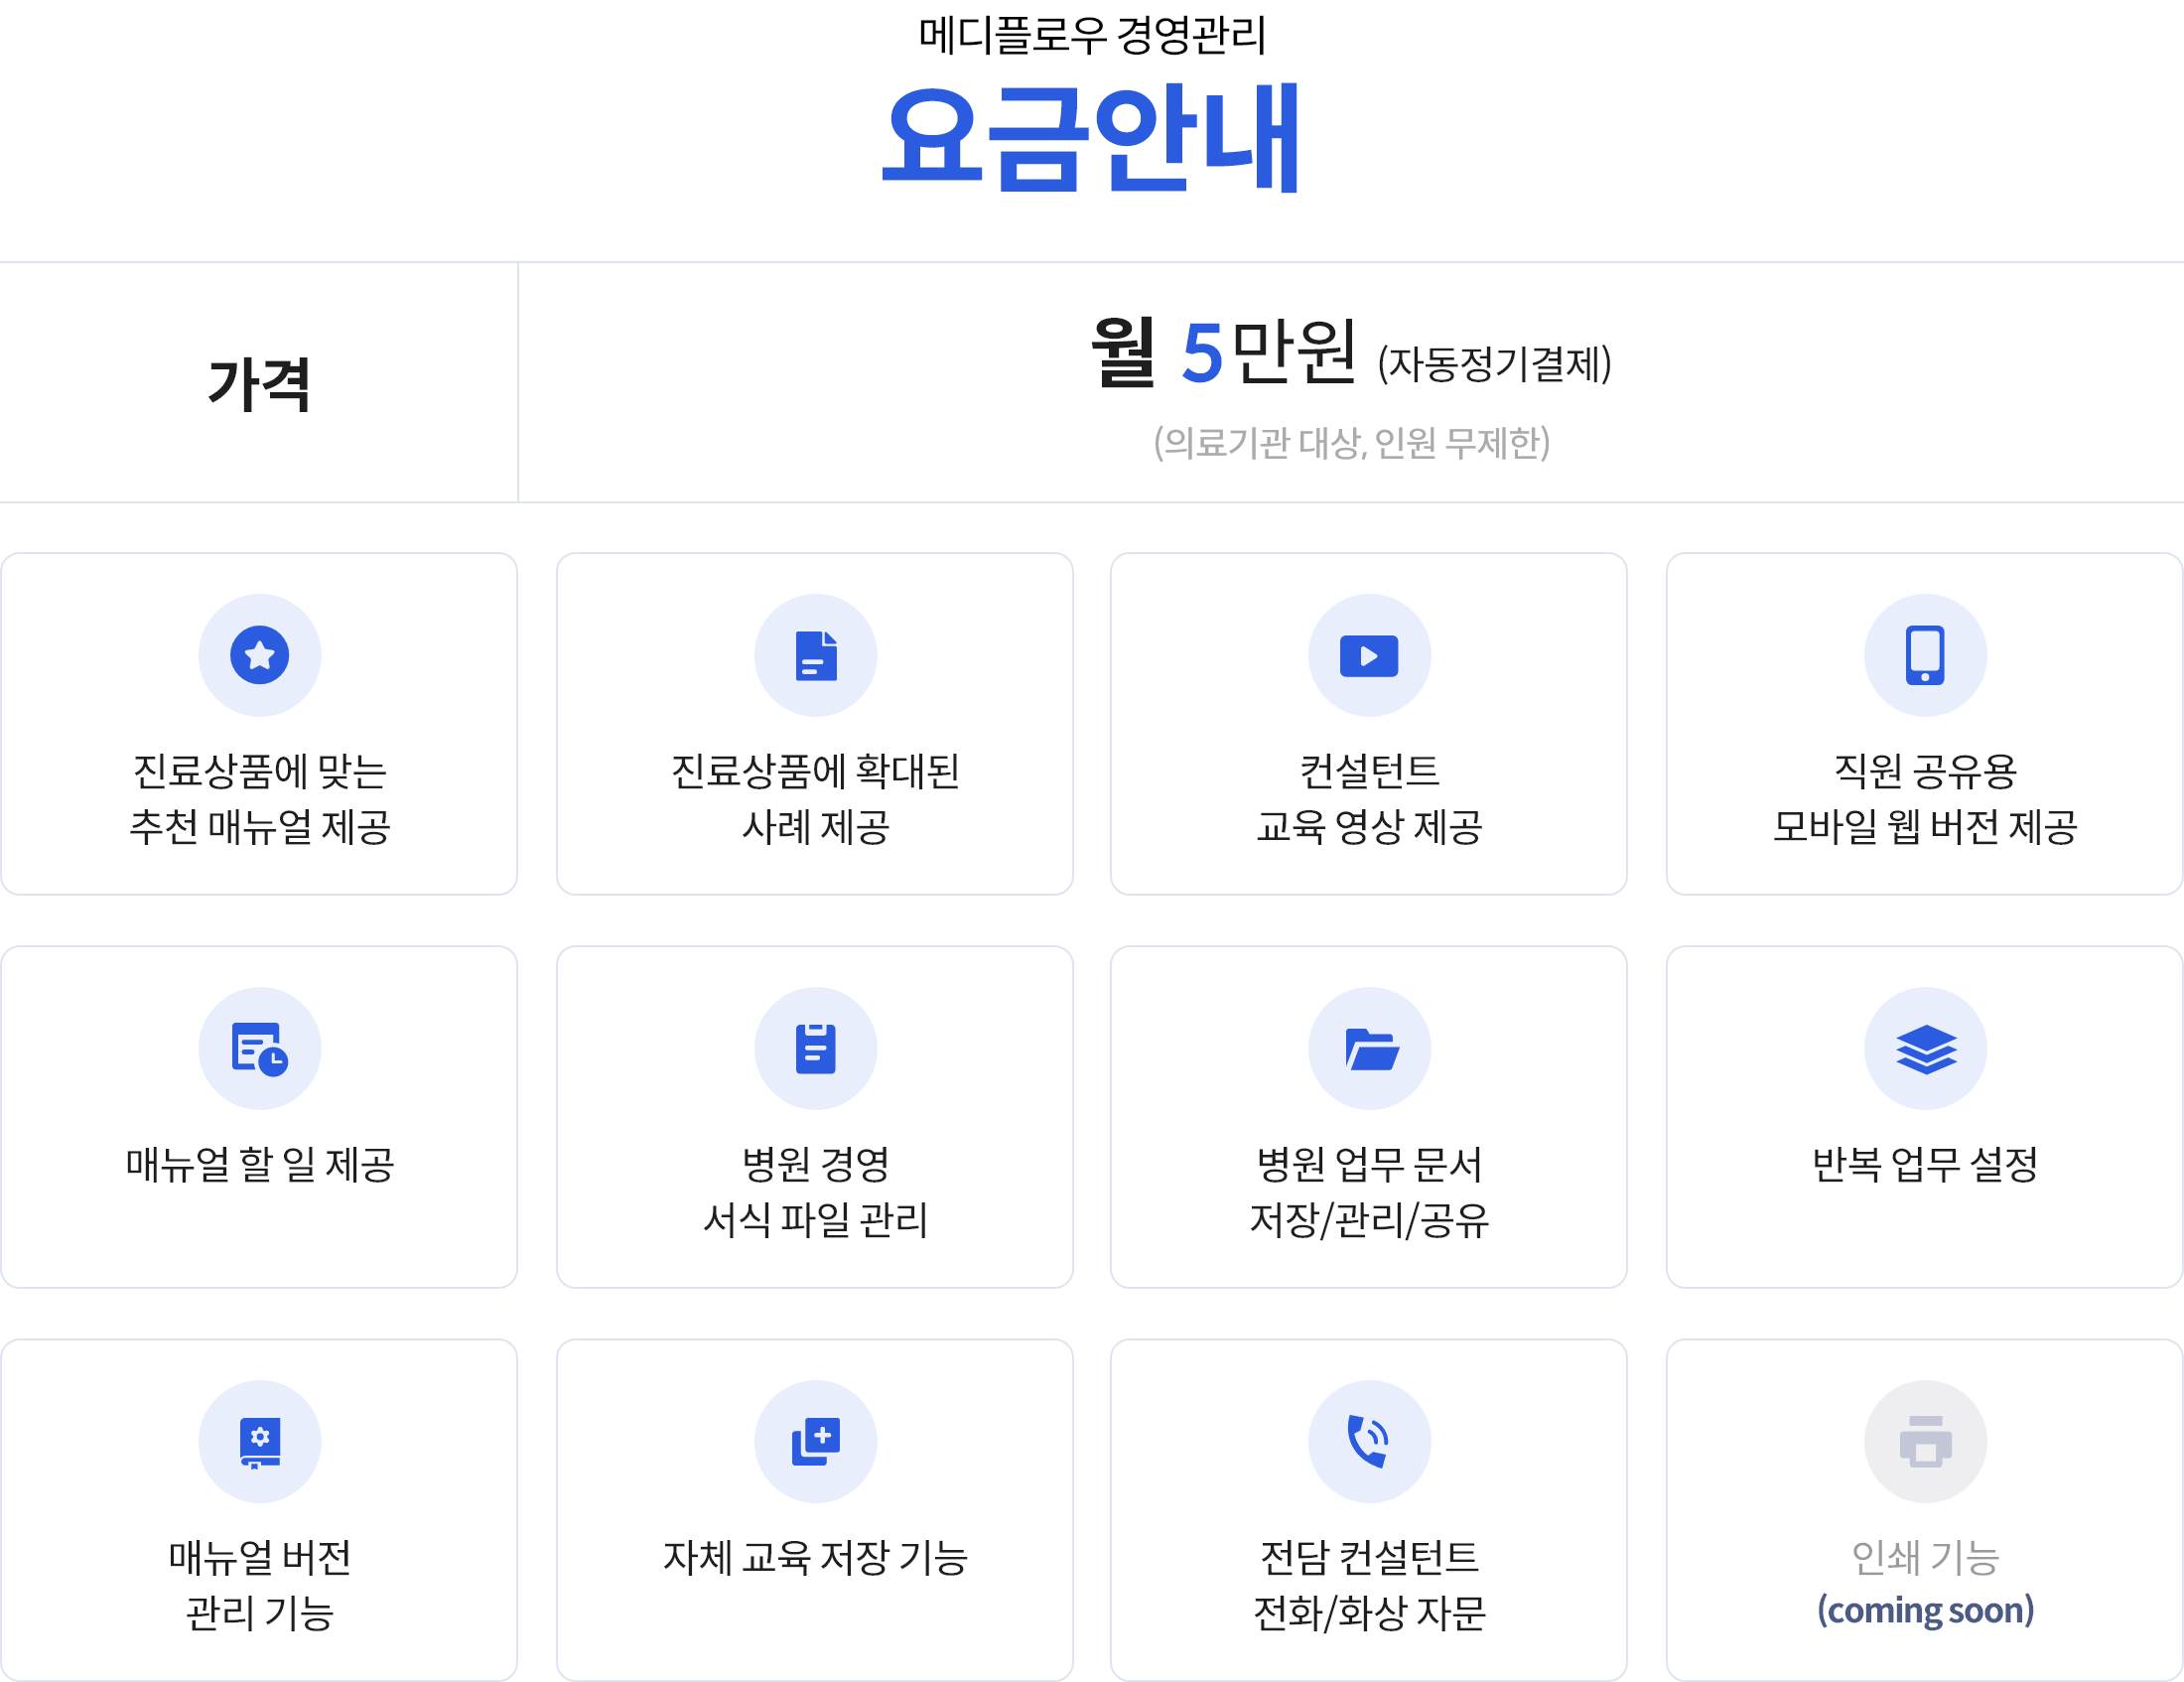 메디플로우 경영관리
요금안내
가격
월 5만원 (자동정기결제)
(의료기관 대상, 인원 무제한)
진료상품에 맞는
추천 매뉴얼 제공
진료상품에 확대된
사례 제공
컨설턴트
교육 영상 제공
직원 공유용
모바일 웹 버전 제공
매뉴얼 할 일 제공
병원 경영
서식 파일 관리
병원 업무 문서
저장/관리/공유
반복 업무 설정
매뉴얼 버전
관리 기능
자체 교육 저장 기능
전담 컨설턴트
전화/화상 자문
인쇄 기능
(coming soon)